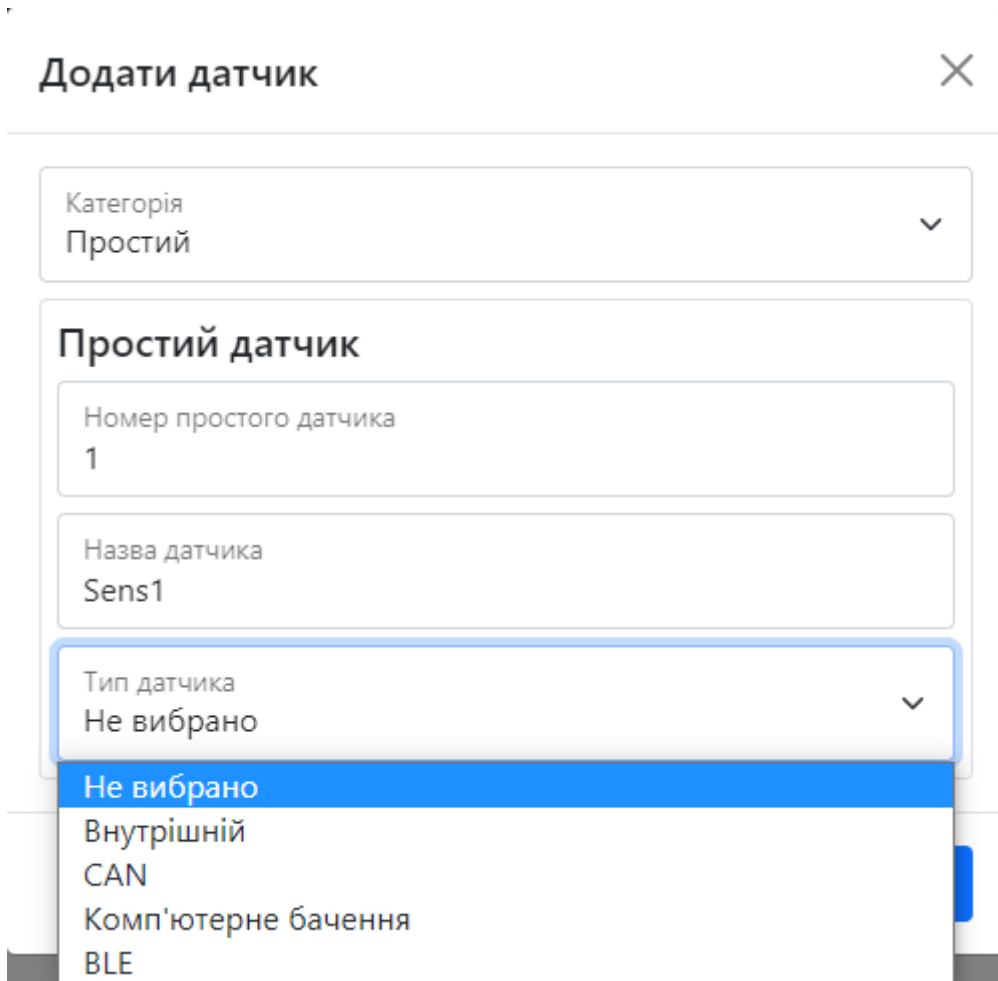 Додати датчик
Категорія
Простий
Простий датчик
Номер простого датчика
1
Назва датчика
Sens1
Тип датчика
Не вибрано
Не вибрано
Внутрішній
CAN
Комп'ютерне бачення
BLE